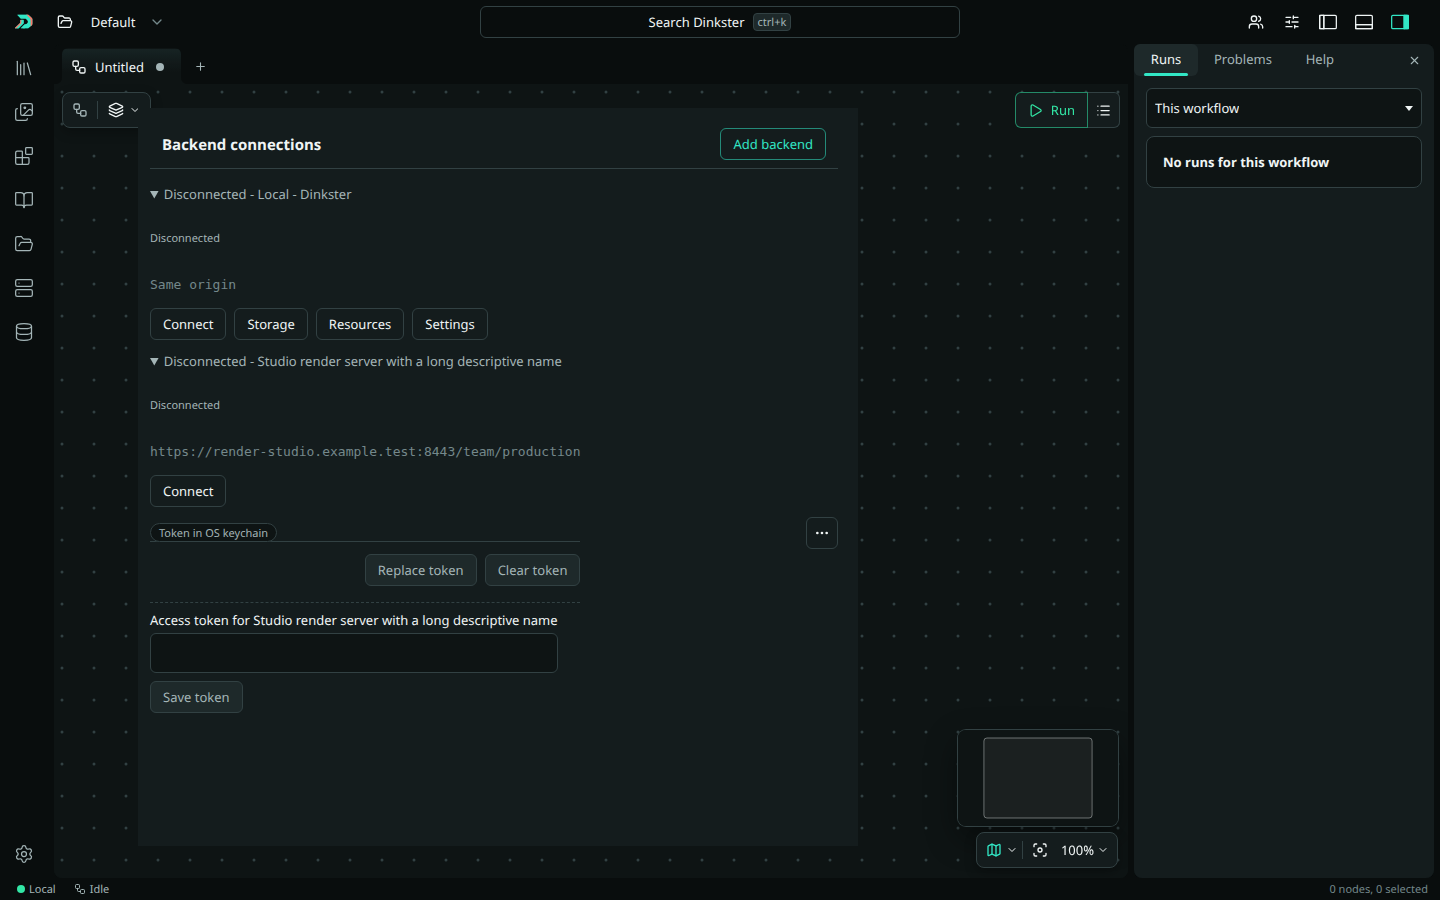 Default
Search Dinkster ctrl+k
Untitled
Run
Runs Problems Help
This workflow
No runs for this workflow
Backend connections
Add backend
Disconnected - Local - Dinkster
Disconnected
Same origin
Connect Storage Resources Settings
Disconnected - Studio render server with a long descriptive name
Disconnected
https://render-studio.example.test:8443/team/production
Connect
Token in OS keychain
Replace token Clear token
Access token for Studio render server with a long descriptive name
Save token
100%
Local Idle
0 nodes, 0 selected